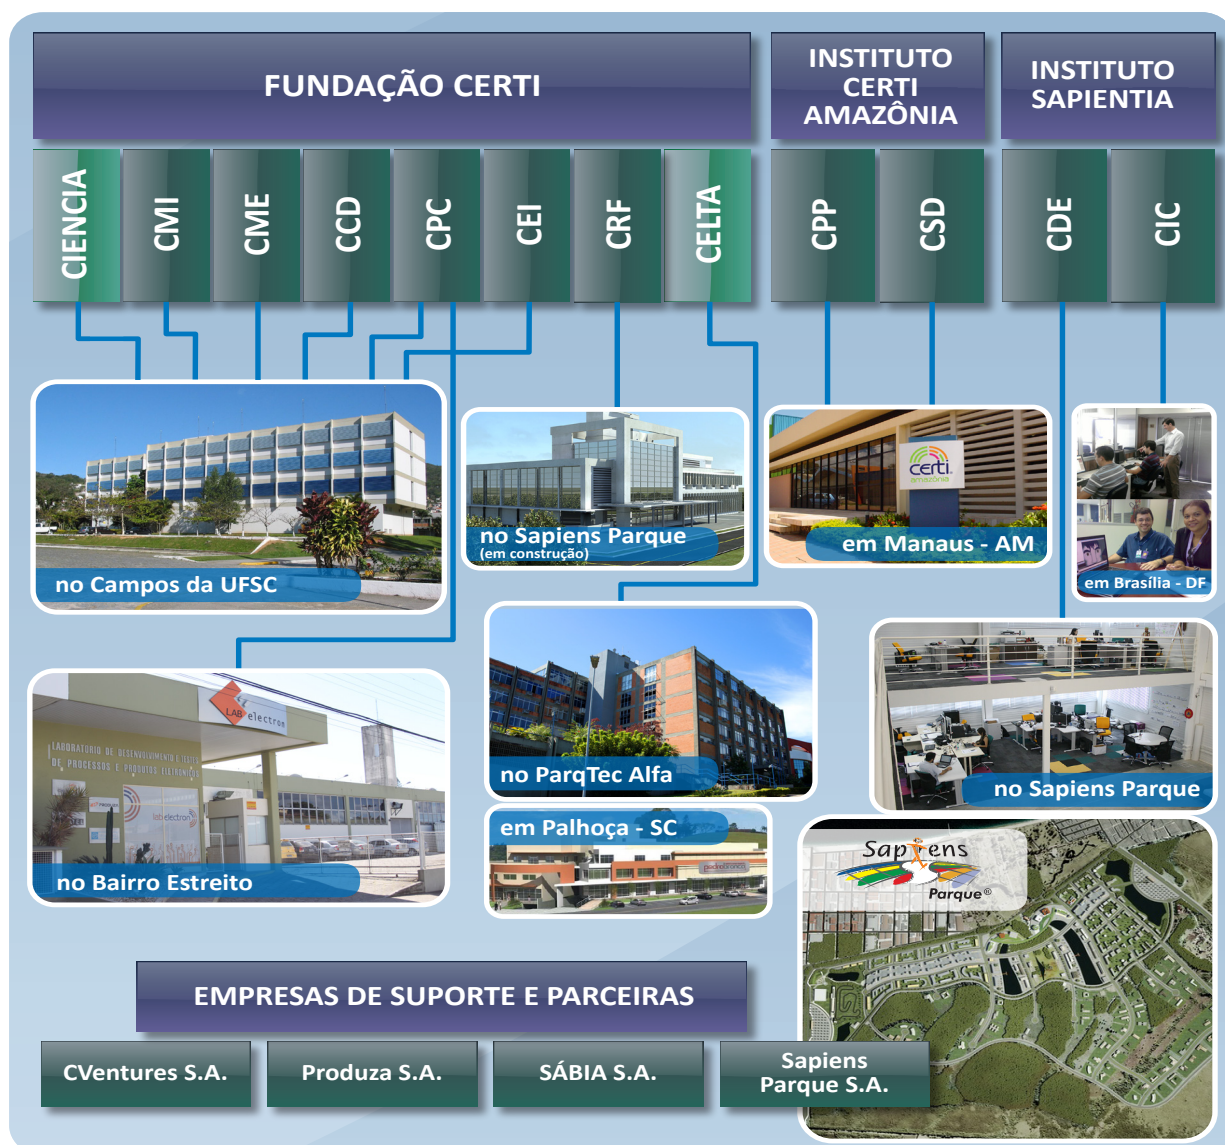 FUNDAÇÃO CERTI
INSTITUTO
CERTI
AMAZÔNIA
INSTITUTO
SAPIENTIA
CIENCIA
CMI
CME
CCD
CPC
CEI
CRF
CELTA
CPP
CSD
CDE
CIC
no Campos da UFSC
no Sapiens Parque
(em construção)
certi
amazônia
em Manaus - AM
em Brasília - DF
LAB electron
LABORATÓRIO DE DESENVOLVIMENTO E TESTES
DE PROCESSOS E PRODUTOS ELETRÔNICOS
labelectron
no Bairro Estreito
no ParqTec Alfa
em Palhoça - SC
no Sapiens Parque
Sapiens
Parque®
EMPRESAS DE SUPORTE E PARCEIRAS
CVentures S.A.
Produza S.A.
SÁBIA S.A.
Sapiens
Parque S.A.